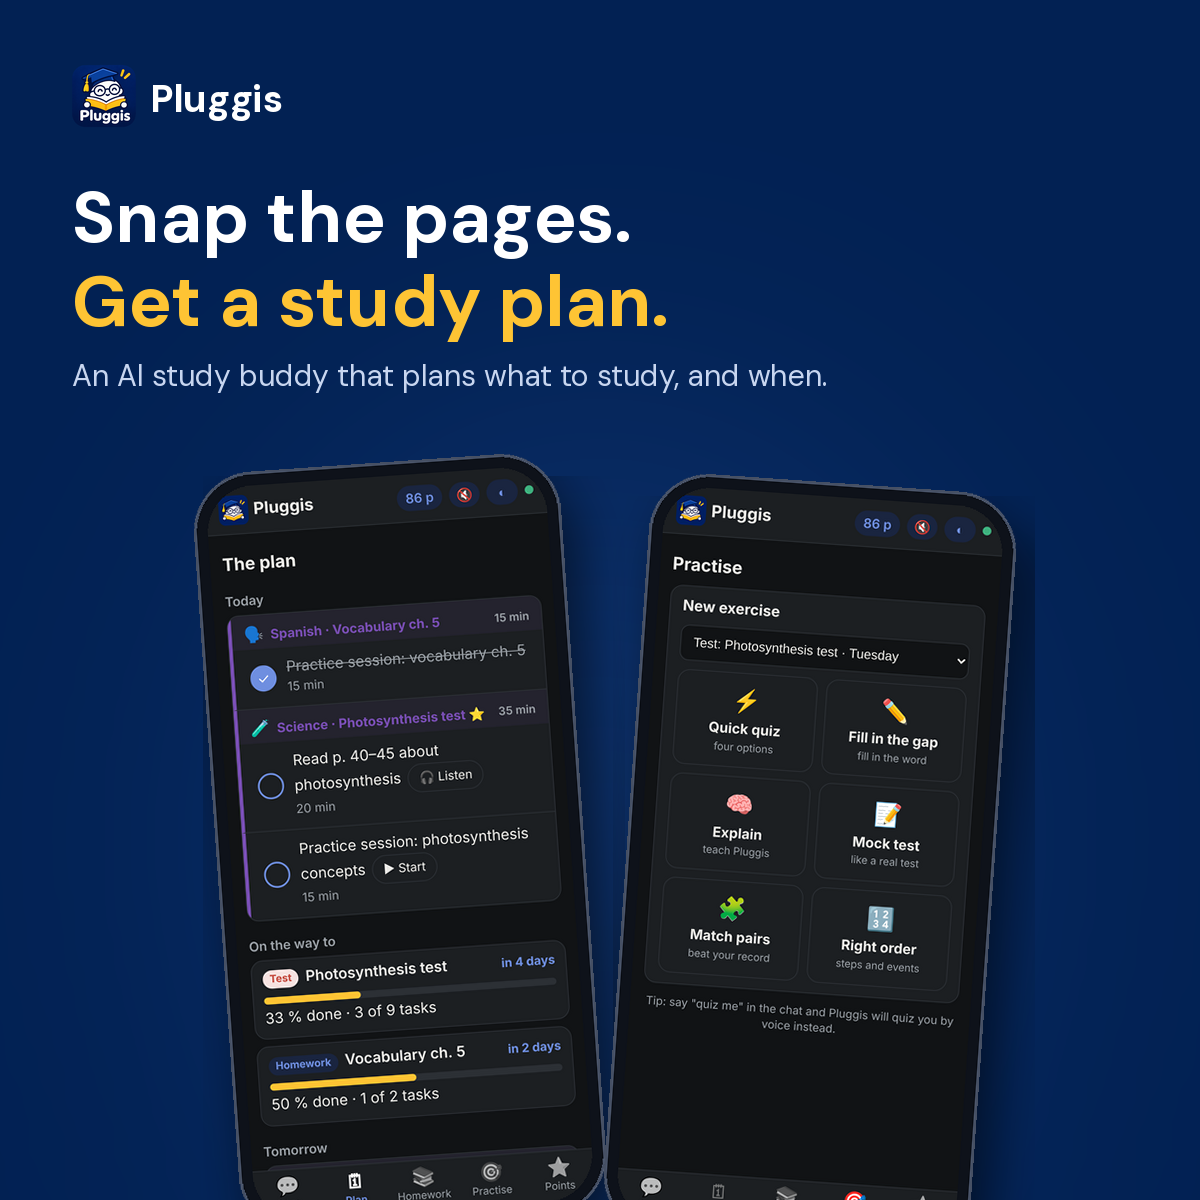 Pluggis
Pluggis
Snap the pages.
Get a study plan.
An AI study buddy that plans what to study, and when.
Pluggis
86 p
The plan
Today
Spanish · Vocabulary ch. 5
15 min
Practice session: vocabulary ch. 5
15 min
Science · Photosynthesis test
35 min
Read p. 40–45 about
photosynthesis
Listen
20 min
Practice session: photosynthesis
concepts
Start
15 min
On the way to
Test
Photosynthesis test
in 4 days
33 % done · 3 of 9 tasks
Homework
Vocabulary ch. 5
in 2 days
50 % done · 1 of 2 tasks
Tomorrow
Plan
Homework
Practise
Points
Pluggis
86 p
Practise
New exercise
Test: Photosynthesis test · Tuesday
Quick quiz
four options
Fill in the gap
fill in the word
Explain
teach Pluggis
Mock test
like a real test
Match pairs
beat your record
Right order
steps and events
Tip: say "quiz me" in the chat and Pluggis will quiz you by
voice instead.